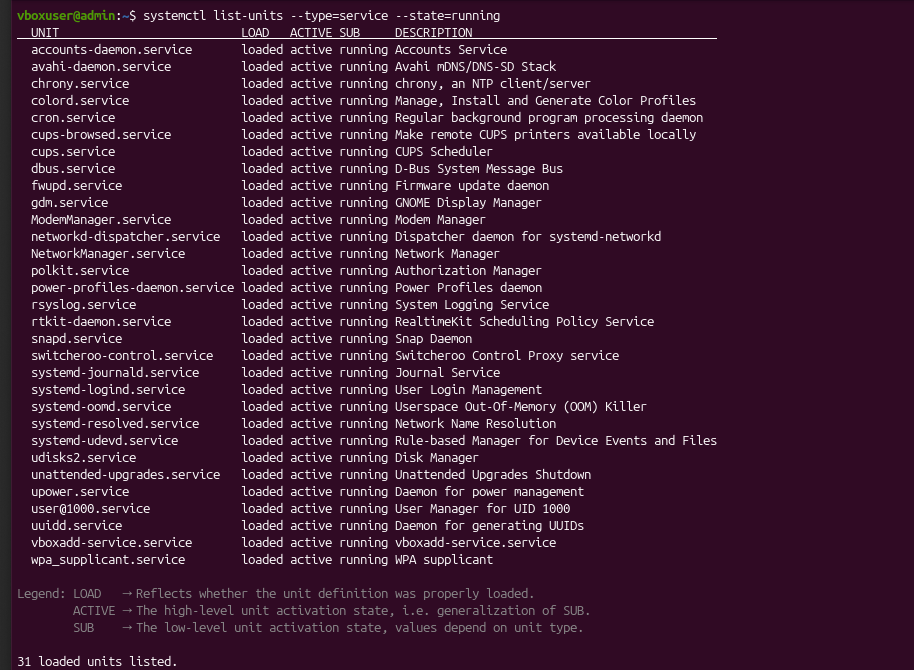 vboxuser@admin:~$ systemctl list-units --type=service --state=running
  UNIT                          LOAD   ACTIVE SUB     DESCRIPTION
  accounts-daemon.service       loaded active running Accounts Service
  avahi-daemon.service          loaded active running Avahi mDNS/DNS-SD Stack
  chrony.service                loaded active running chrony, an NTP client/server
  colord.service                loaded active running Manage, Install and Generate Color Profiles
  cron.service                  loaded active running Regular background program processing daemon
  cups-browsed.service          loaded active running Make remote CUPS printers available locally
  cups.service                  loaded active running CUPS Scheduler
  dbus.service                  loaded active running D-Bus System Message Bus
  fwupd.service                 loaded active running Firmware update daemon
  gdm.service                   loaded active running GNOME Display Manager
  ModemManager.service          loaded active running Modem Manager
  networkd-dispatcher.service   loaded active running Dispatcher daemon for systemd-networkd
  NetworkManager.service        loaded active running Network Manager
  polkit.service                loaded active running Authorization Manager
  power-profiles-daemon.service loaded active running Power Profiles daemon
  rsyslog.service               loaded active running System Logging Service
  rtkit-daemon.service          loaded active running RealtimeKit Scheduling Policy Service
  snapd.service                 loaded active running Snap Daemon
  switcheroo-control.service    loaded active running Switcheroo Control Proxy service
  systemd-journald.service      loaded active running Journal Service
  systemd-logind.service        loaded active running User Login Management
  systemd-oomd.service          loaded active running Userspace Out-Of-Memory (OOM) Killer
  systemd-resolved.service      loaded active running Network Name Resolution
  systemd-udevd.service         loaded active running Rule-based Manager for Device Events and Files
  udisks2.service               loaded active running Disk Manager
  unattended-upgrades.service   loaded active running Unattended Upgrades Shutdown
  upower.service                loaded active running Daemon for power management
  user@1000.service             loaded active running User Manager for UID 1000
  uuidd.service                 loaded active running Daemon for generating UUIDs
  vboxadd-service.service       loaded active running vboxadd-service.service
  wpa_supplicant.service        loaded active running WPA supplicant

Legend: LOAD   → Reflects whether the unit definition was properly loaded.
        ACTIVE → The high-level unit activation state, i.e. generalization of SUB.
        SUB    → The low-level unit activation state, values depend on unit type.

31 loaded units listed.